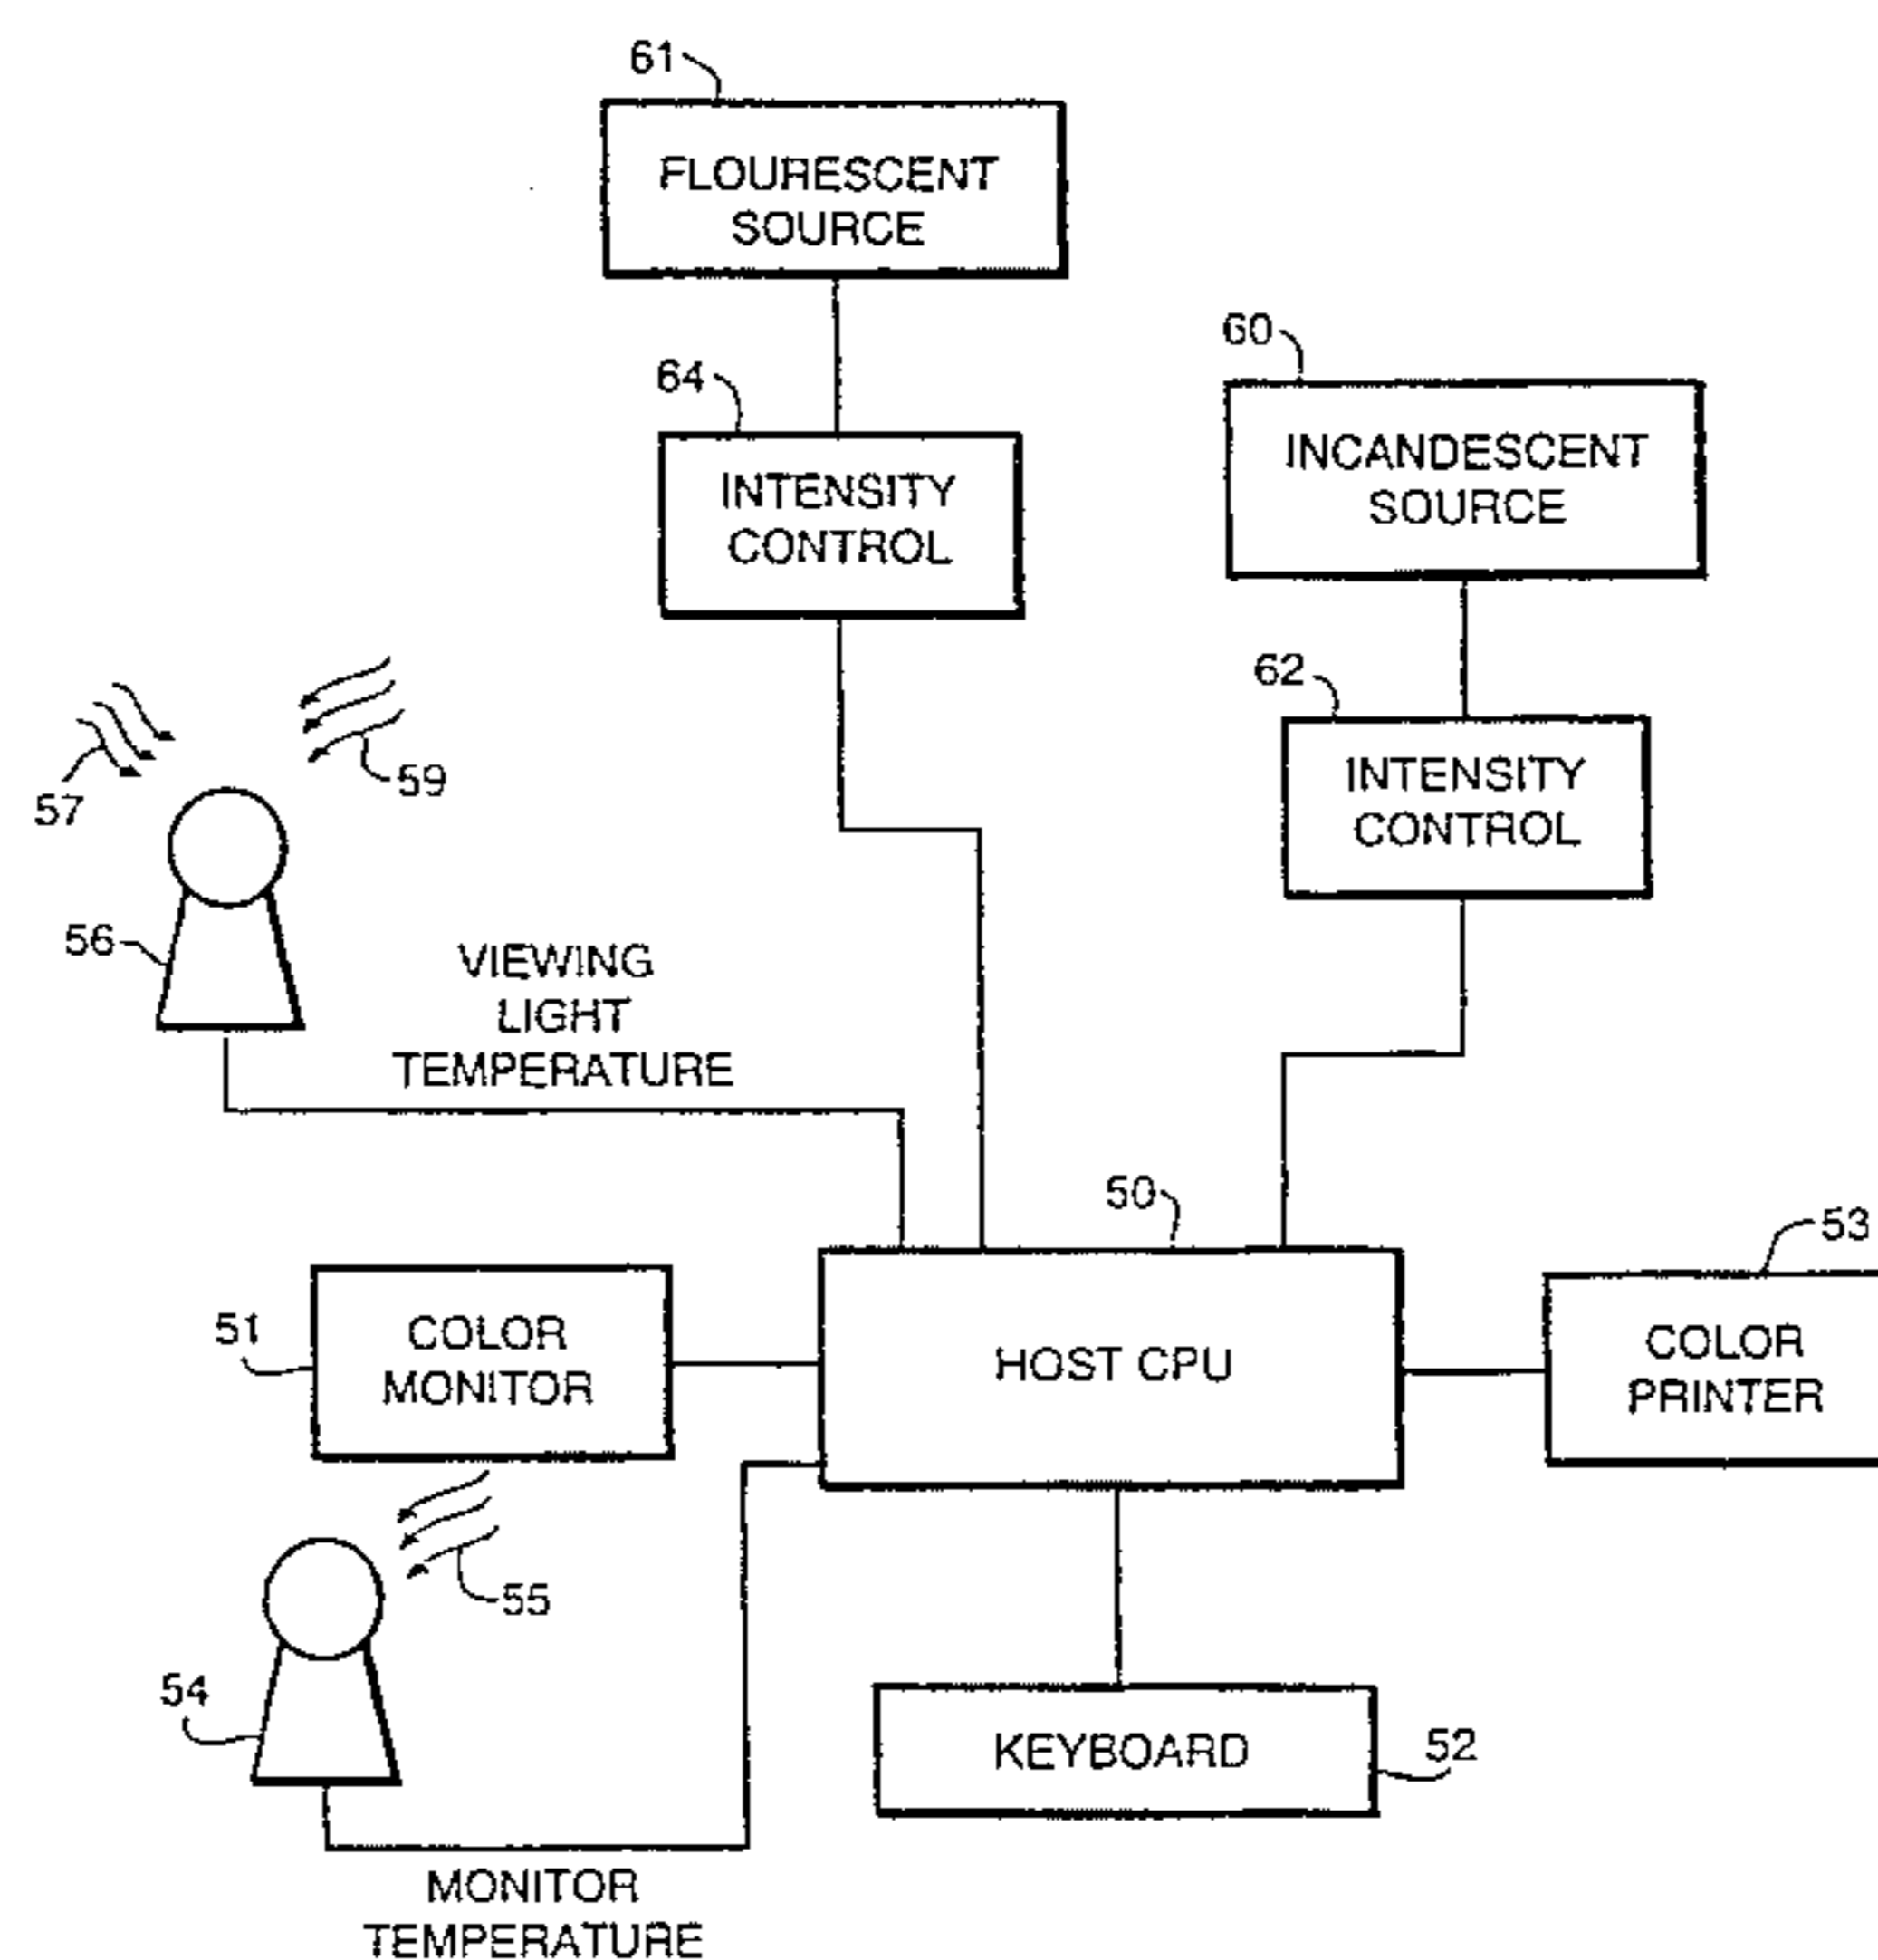 61
FLOURESCENT
SOURCE
60
64
INTENSITY
CONTROL
INCANDESCENT
SOURCE
62
INTENSITY
CONTROL
57
59
56
VIEWING
LIGHT
TEMPERATURE
50
53
51
COLOR
MONITOR
HOST CPU
COLOR
PRINTER
55
54
KEYBOARD
52
MONITOR
TEMPERATURE